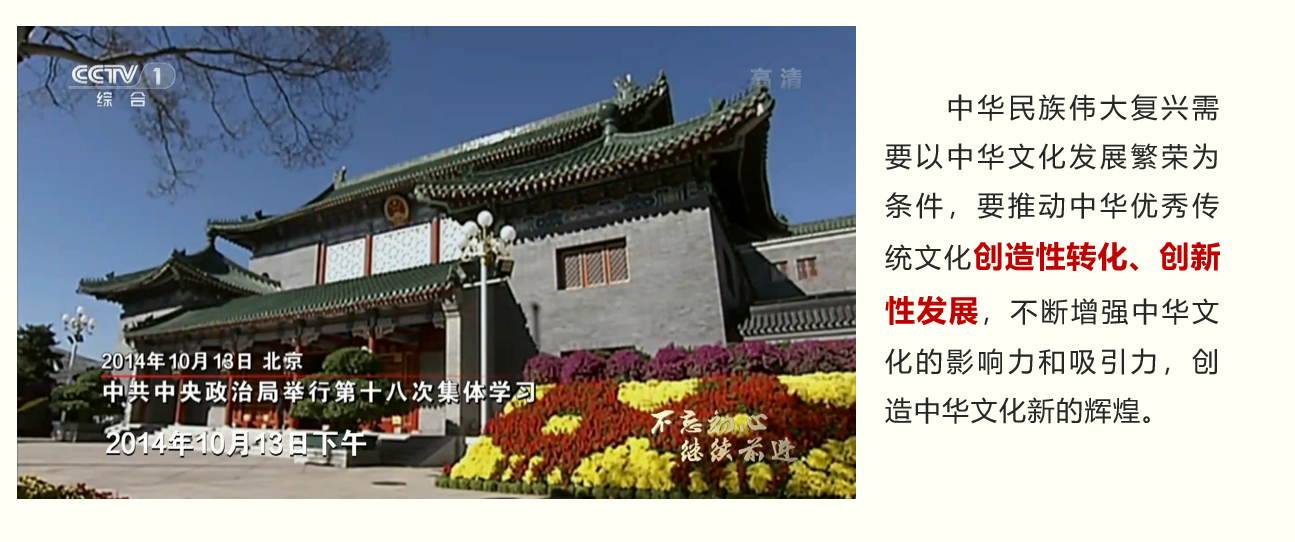 CCTV 1
综合
高清
2014年10月13日 北京
中共中央政治局举行第十八次集体学习
2014年10月13日下午
不忘初心
继续前进
中华民族伟大复兴需
要以中华文化发展繁荣为
条件，要推动中华优秀传
统文化创造性转化、创新
性发展，不断增强中华文
化的影响力和吸引力，创
造中华文化新的辉煌。